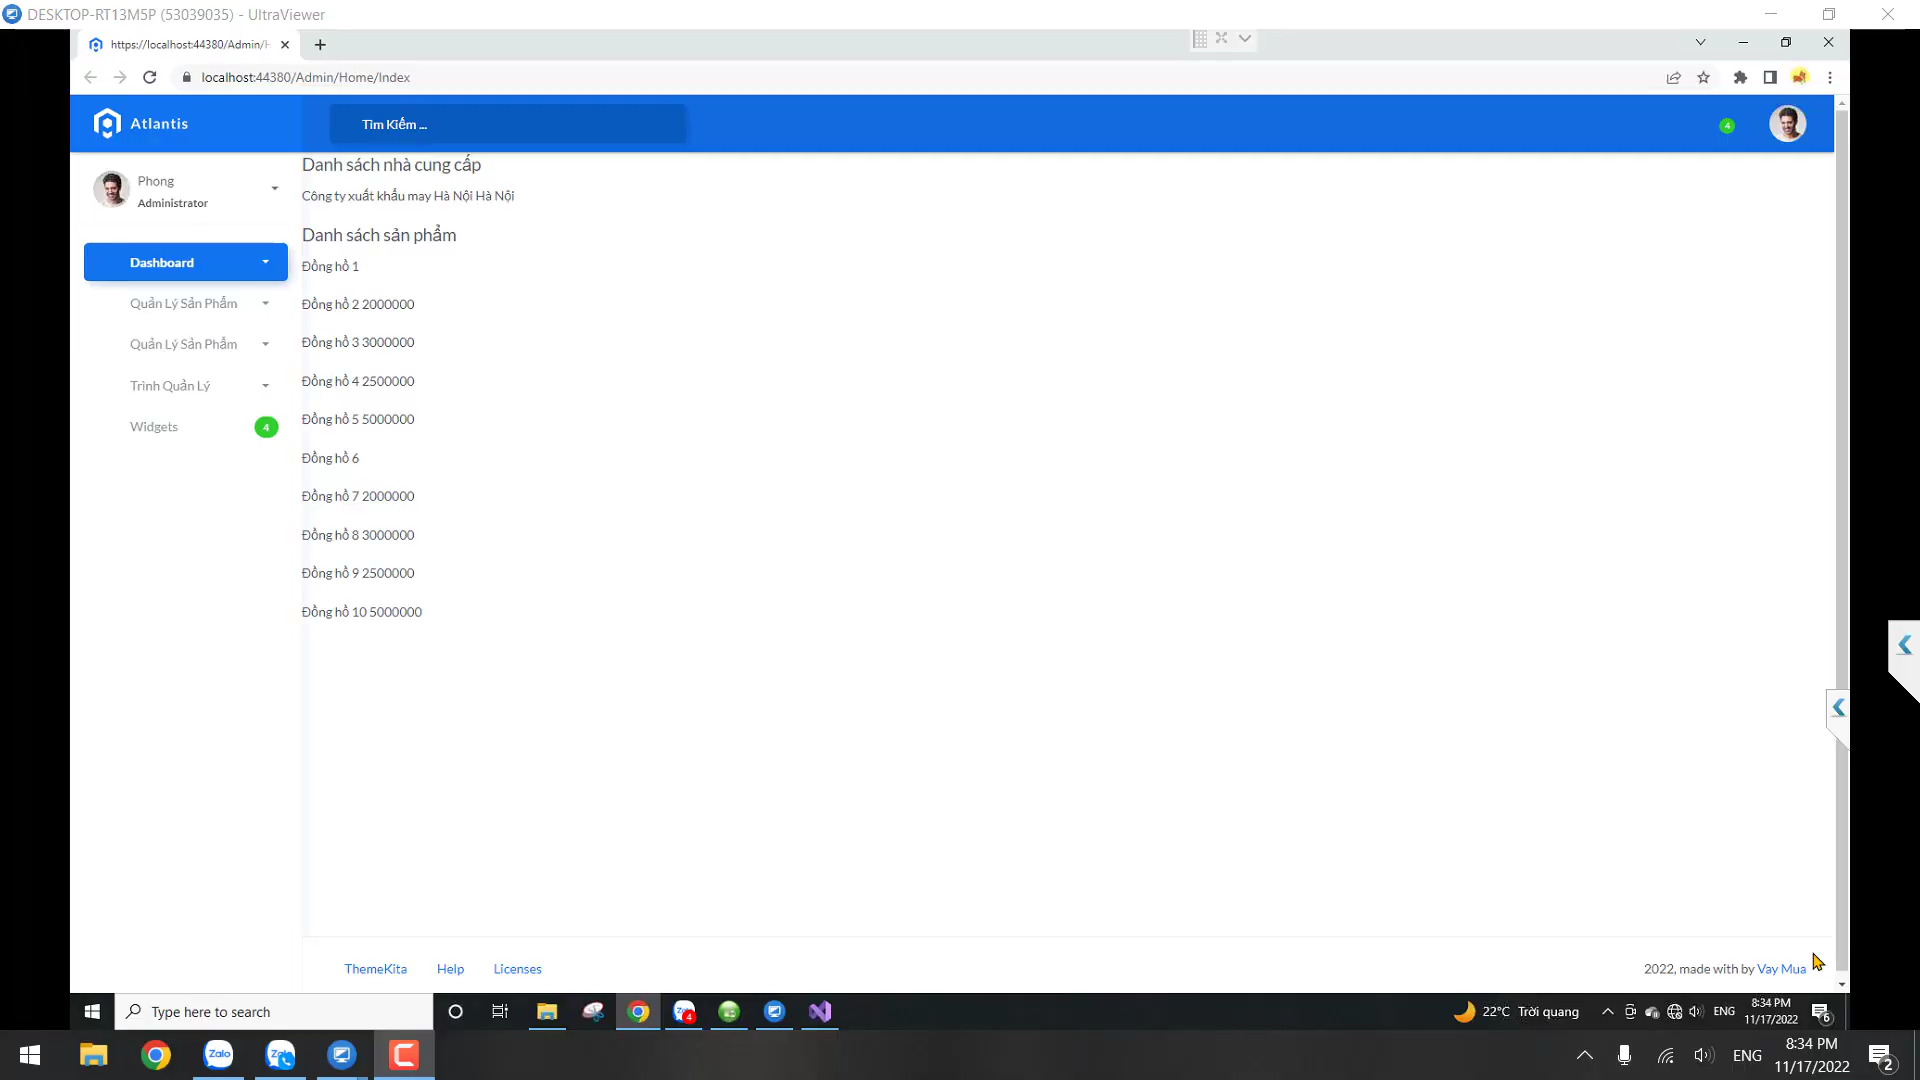 DESKTOP-RT13M5P (53039035) - UltraViewer
https://localhost:44380/Admin/H
localhost:44380/Admin/Home/Index
Atlantis
Tìm Kiếm ...
4
Phong
Administrator
Dashboard
Quản Lý Sản Phẩm
Quản Lý Sản Phẩm
Trình Quản Lý
Widgets
4
Danh sách nhà cung cấp
Công ty xuất khẩu may Hà Nội Hà Nội
Danh sách sản phẩm
Đồng hồ 1
Đồng hồ 2 2000000
Đồng hồ 3 3000000
Đồng hồ 4 2500000
Đồng hồ 5 5000000
Đồng hồ 6
Đồng hồ 7 2000000
Đồng hồ 8 3000000
Đồng hồ 9 2500000
Đồng hồ 10 5000000
ThemeKita Help Licenses
2022, made with by Vay Mua
Type here to search
4
22°C Trời quang
ENG
8:34 PM
11/17/2022
6
Zalo
ENG
8:34 PM
11/17/2022
2